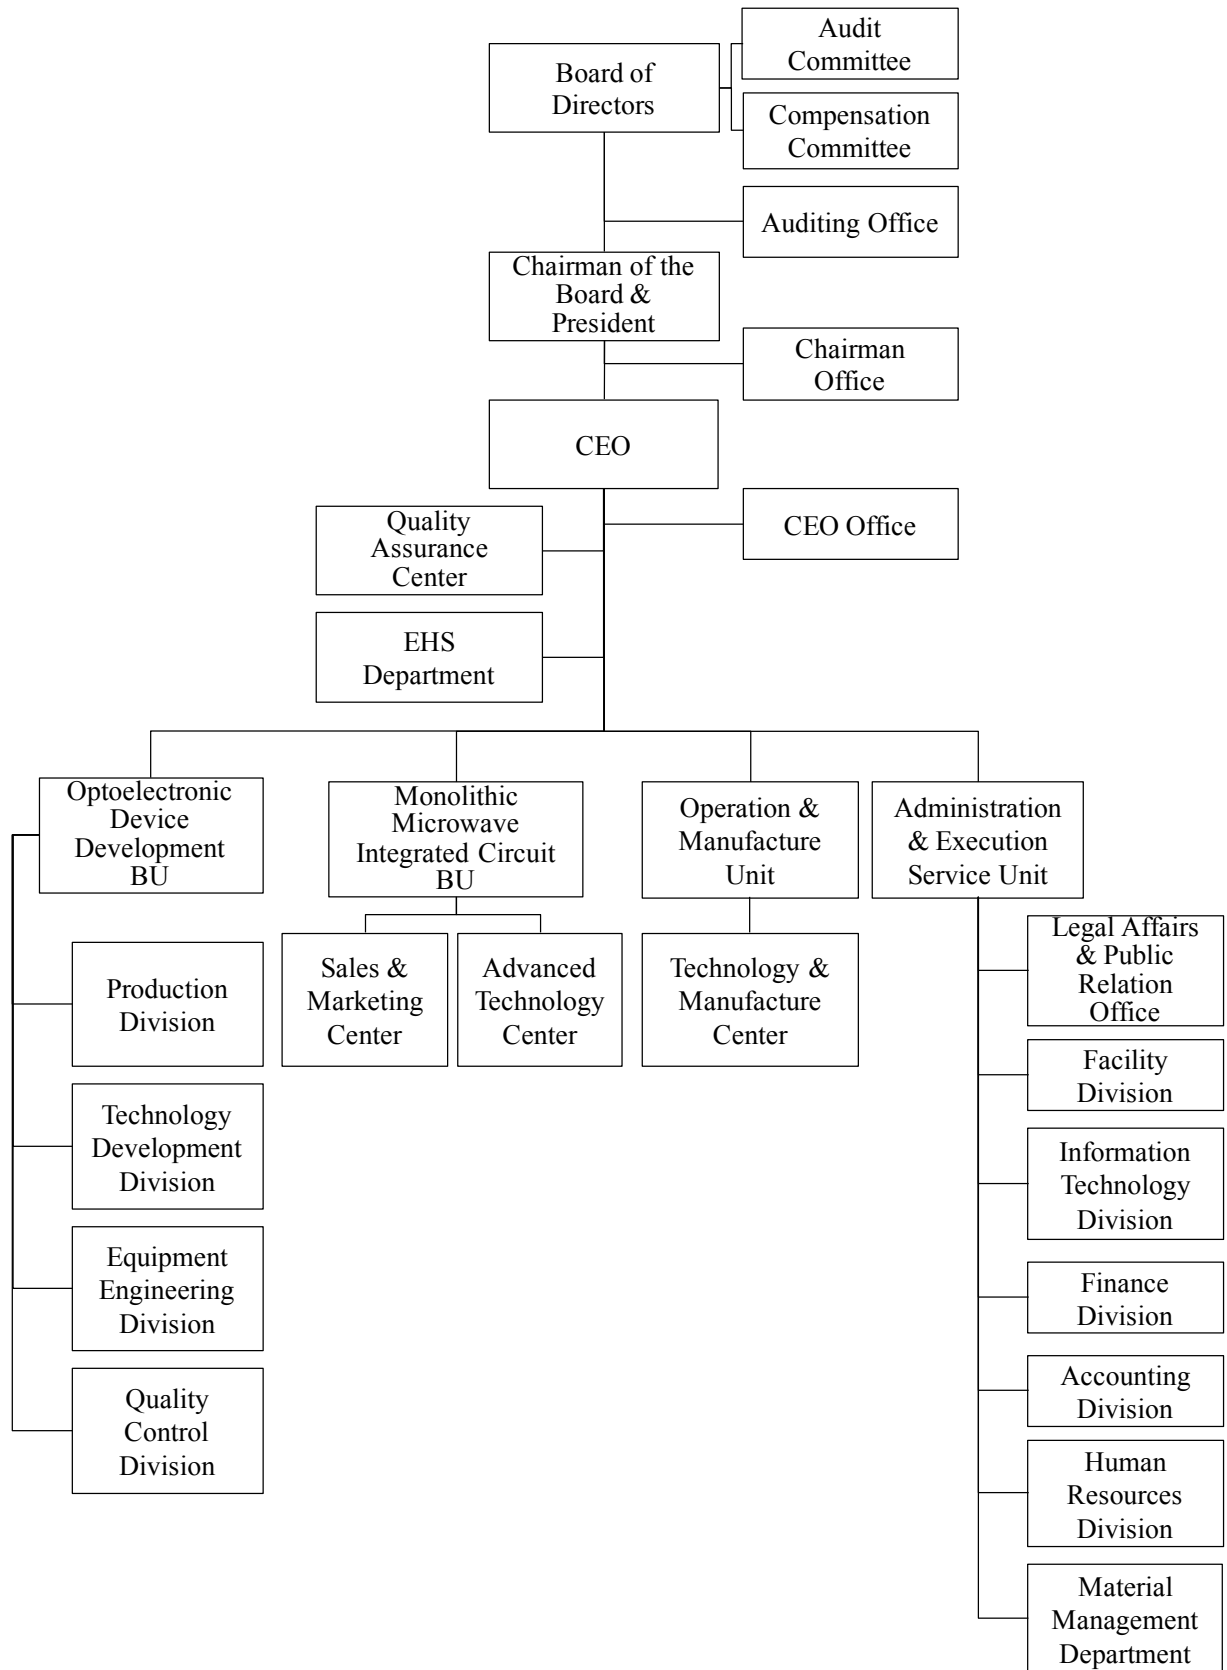 Audit
Committee
Board of
Directors
Compensation
Committee
Auditing Office
Chairman of the
Board &
President
Chairman
Office
CEO
CEO Office
Quality
Assurance
Center
EHS
Department
Optoelectronic
Device
Development
BU
Monolithic
Microwave
Integrated Circuit
BU
Operation &
Manufacture
Unit
Administration
& Execution
Service Unit
Production
Division
Technology
Development
Division
Equipment
Engineering
Division
Quality
Control
Division
Sales &
Marketing
Center
Advanced
Technology
Center
Technology &
Manufacture
Center
Legal Affairs
& Public
Relation
Office
Facility
Division
Information
Technology
Division
Finance
Division
Accounting
Division
Human
Resources
Division
Material
Management
Department